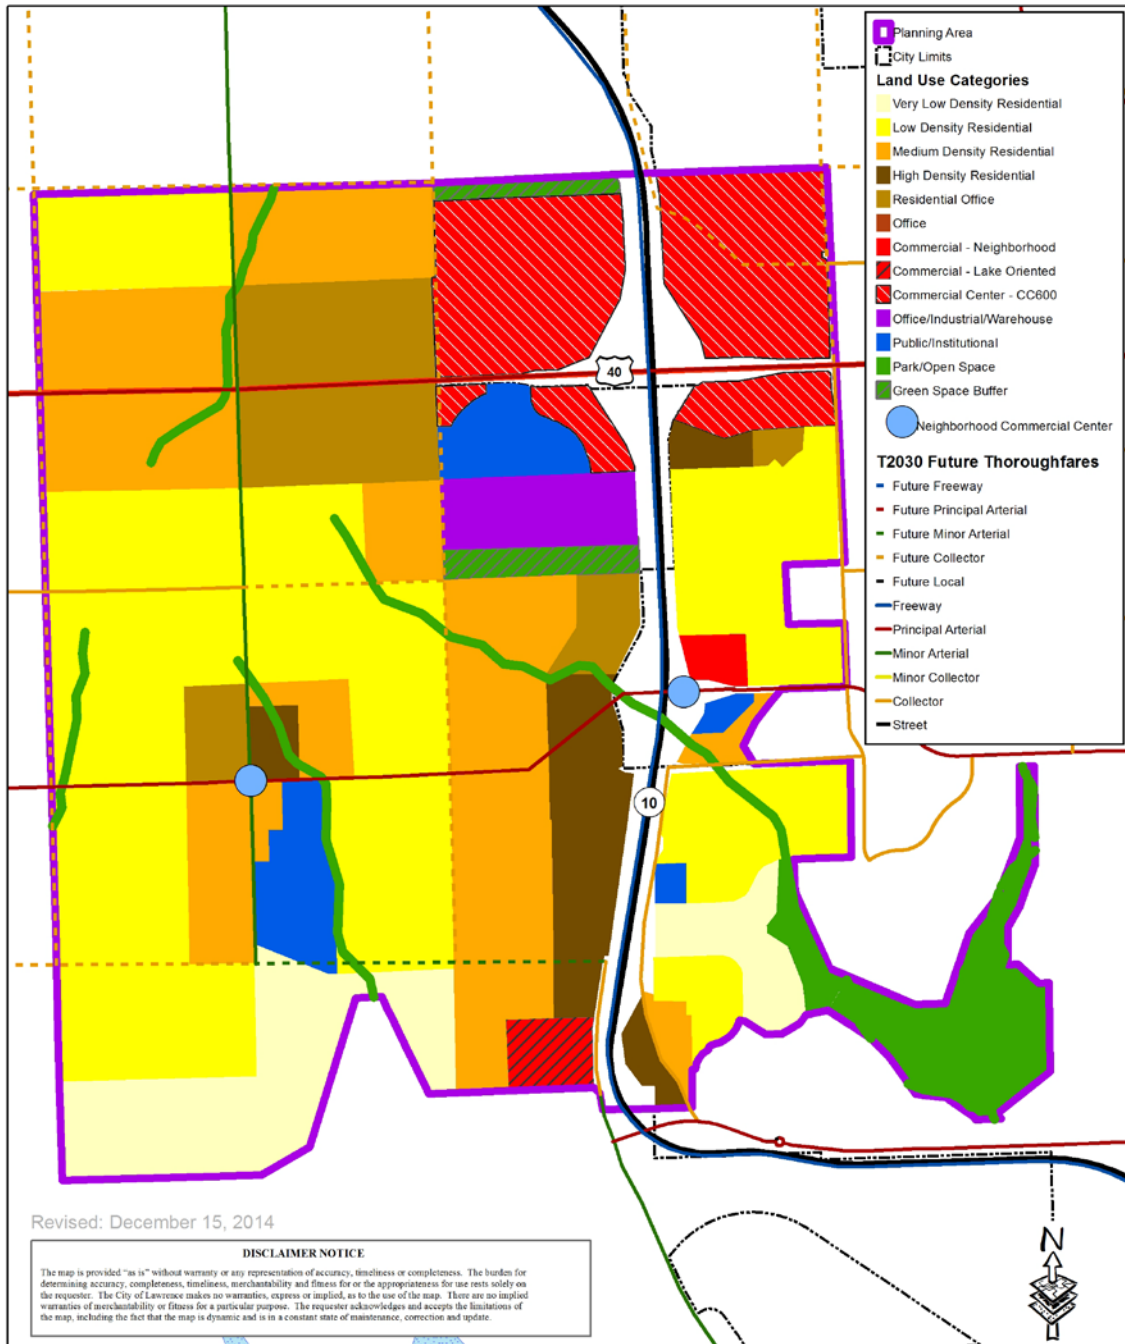 Planning Area
City Limits
Land Use Categories
Very Low Density Residential
Low Density Residential
Medium Density Residential
High Density Residential
Residential Office
Office
Commercial - Neighborhood
Commercial - Lake Oriented
Commercial Center - CC600
Office/Industrial/Warehouse
Public/Institutional
Park/Open Space
Green Space Buffer
Neighborhood Commercial Center
T2030 Future Thoroughfares
Future Freeway
Future Principal Arterial
Future Minor Arterial
Future Collector
Future Local
Freeway
Principal Arterial
Minor Arterial
Minor Collector
Collector
Street
40
10
Revised: December 15, 2014
DISCLAIMER NOTICE
The map is provided "as is" without warranty or any representation of accuracy, timeliness or completeness. The burden for
determining accuracy, completeness, timeliness, merchantability and fitness for or the appropriateness for use rests solely on
the requester. The City of Lawrence makes no warranties, express or implied, as to the use of the map. There are no implied
warranties of merchantability or fitness for a particular purpose. The requester acknowledges and accepts the limitations of
the map, including the fact that the map is dynamic and is in a constant state of maintenance, correction and update.
N